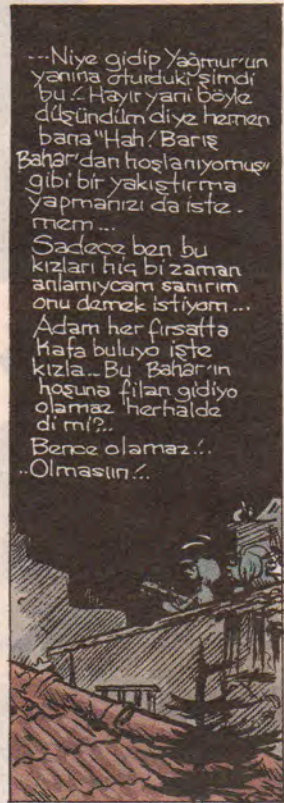 ...Niye gidip Yağmur'un
yanına oturduki şimdi
bu!.. Hayır yani böyle
düşündüm diye hemen
bana "Hah! Barış
Bahar'dan hoşlanıyomuş"
gibi bir yakıştırma
yapmanızı da iste-
mem...
Sadece ben bu
kızları hiç bi zaman
anlamıycam sanırım
onu demek istiyom...
Adam her fırsatta
kafa buluyo işte
kızla... Bu Bahar'ın
hoşuna filan gidiyo
olamaz herhalde
di mi?..
Bence olamaz!..
..Olmasıın!..